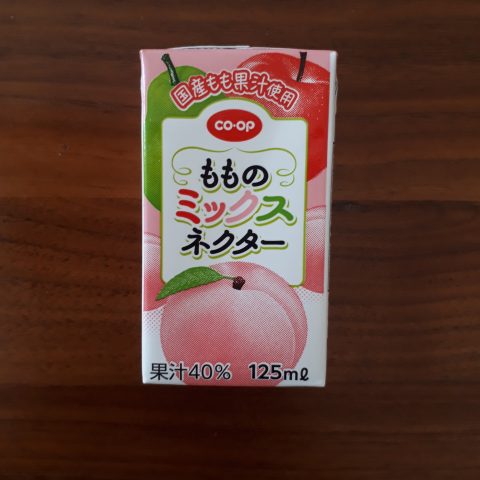 国産もも果汁使用
CO·OP
ももの
ミックス
ネクター
果汁40% 125mℓ